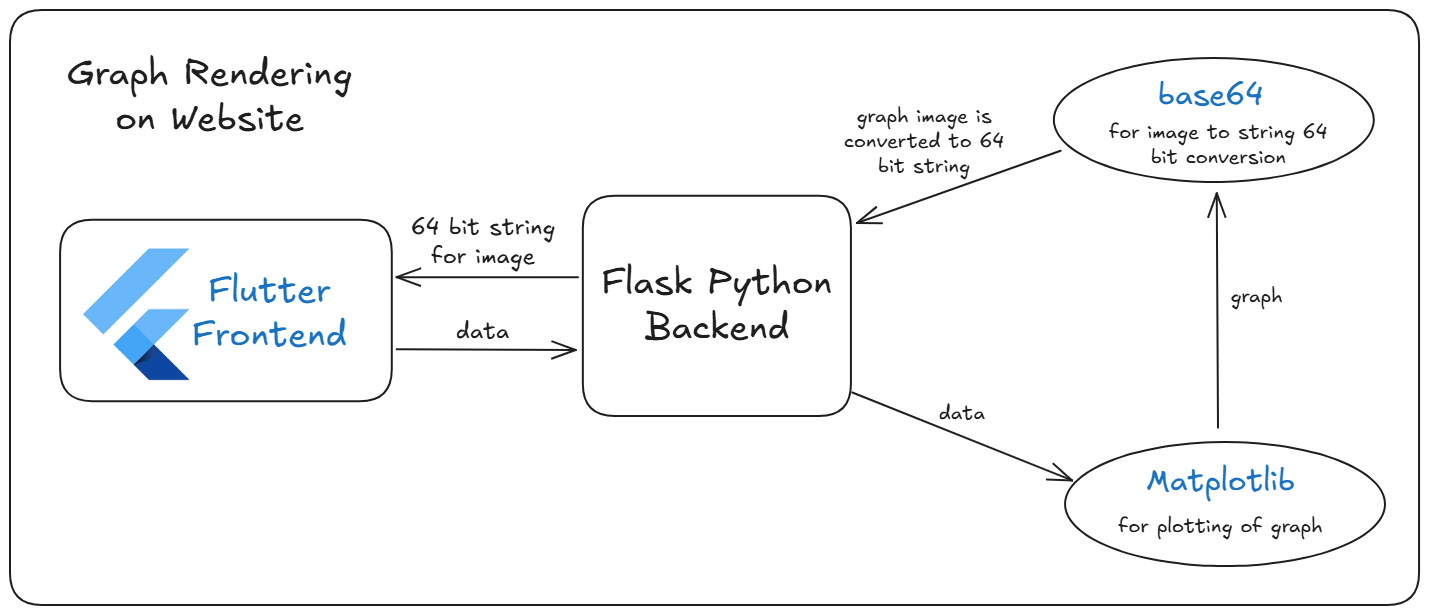 Graph Rendering
on Website
base64
for image to string 64
bit conversion
graph image is
converted to 64
bit string
64 bit string
for image
Flutter
Frontend
data
Flask Python
Backend
graph
data
Matplotlib
for plotting of graph